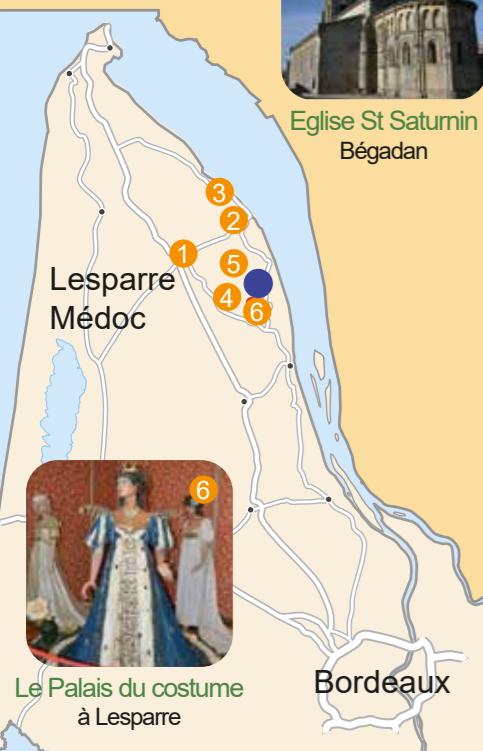 Eglise St Saturnin
Bégadan
3
2
1
5
4
6
Lesparre
Médoc
6
Le Palais du costume
à Lesparre
Bordeaux